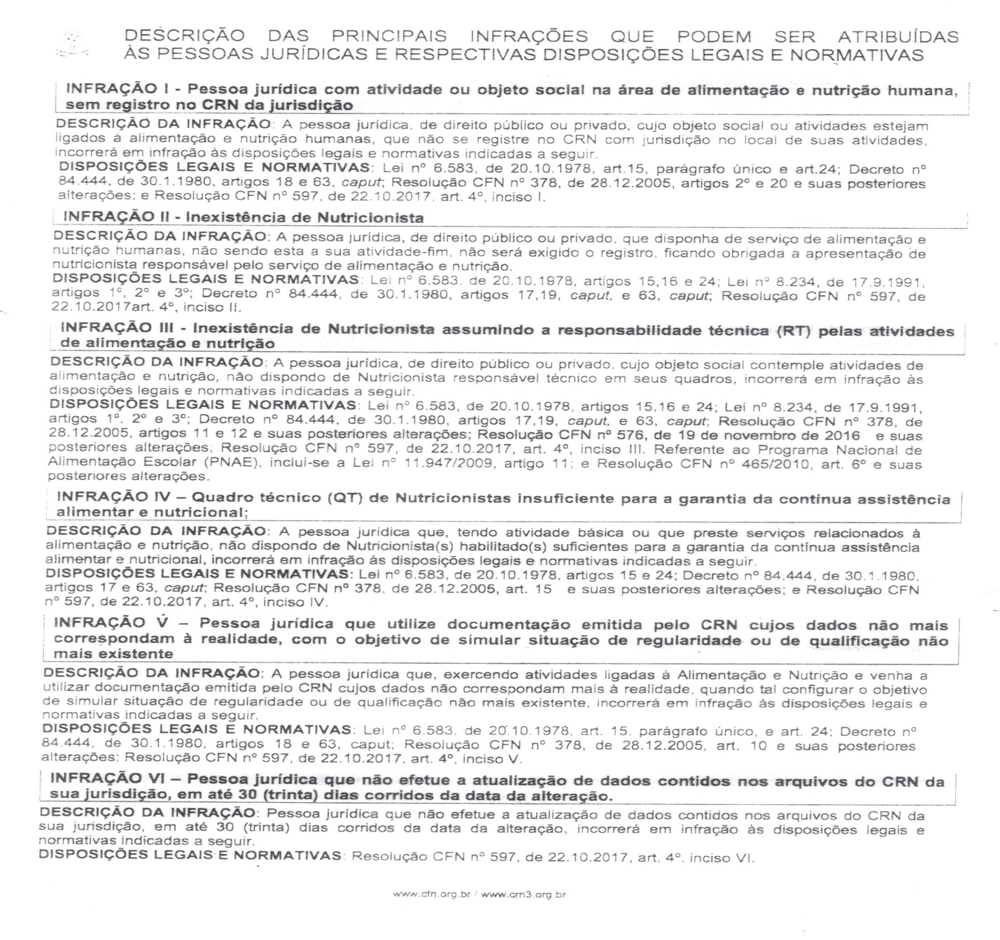 DESCRIÇÃO DAS PRINCIPAIS INFRAÇÕES QUE PODEM SER ATRIBUÍDAS
ÀS PESSOAS JURÍDICAS E RESPECTIVAS DISPOSIÇÕES LEGAIS E NORMATIVAS
INFRAÇÃO I - Pessoa jurídica com atividade ou objeto social na área de alimentação e nutrição humana,
sem registro no CRN da jurisdição
DESCRIÇÃO DA INFRAÇÃO: A pessoa jurídica, de direito público ou privado, cujo objeto social ou atividades estejam
ligados à alimentação e nutrição humanas, que não se registre no CRN com jurisdição no local de suas atividades,
incorrerá em infração às disposições legais e normativas indicadas a seguir.
DISPOSIÇÕES LEGAIS E NORMATIVAS: Lei nº 6.583, de 20.10.1978, art.15, parágrafo único e art.24; Decreto nº
84.444, de 30.1.1980, artigos 18 e 63, caput; Resolução CFN nº 378, de 28.12.2005, artigos 2º e 20 e suas posteriores
alterações; e Resolução CFN nº 597, de 22.10.2017, art. 4º, inciso I.
INFRAÇÃO II - Inexistência de Nutricionista
DESCRIÇÃO DA INFRAÇÃO: A pessoa jurídica, de direito público ou privado, que disponha de serviço de alimentação e
nutrição humanas, não sendo esta a sua atividade-fim, não será exigido o registro, ficando obrigada a apresentação de
nutricionista responsável pelo serviço de alimentação e nutrição.
DISPOSIÇÕES LEGAIS E NORMATIVAS: Lei nº 6.583, de 20.10.1978, artigos 15,16 e 24; Lei nº 8.234, de 17.9.1991,
artigos 1º, 2º e 3º; Decreto nº 84.444, de 30.1.1980, artigos 17,19, caput, e 63, caput; Resolução CFN nº 597, de
22.10.2017art. 4º, inciso II.
INFRAÇÃO III - Inexistência de Nutricionista assumindo a responsabilidade técnica (RT) pelas atividades
de alimentação e nutrição
DESCRIÇÃO DA INFRAÇÃO: A pessoa jurídica, de direito público ou privado, cujo objeto social contemple atividades de
alimentação e nutrição, não dispondo de Nutricionista responsável técnico em seus quadros, incorrerá em infração às
disposições legais e normativas indicadas a seguir.
DISPOSIÇÕES LEGAIS E NORMATIVAS: Lei nº 6.583, de 20.10.1978, artigos 15,16 e 24; Lei nº 8.234, de 17.9.1991,
artigos 1º, 2º e 3º; Decreto nº 84.444, de 30.1.1980, artigos 17,19, caput, e 63, caput; Resolução CFN nº 378, de
28.12.2005, artigos 11 e 12 e suas posteriores alterações; Resolução CFN nº 576, de 19 de novembro de 2016 e suas
posteriores alterações; Resolução CFN nº 597, de 22.10.2017, art. 4º, inciso III. Referente ao Programa Nacional de
Alimentação Escolar (PNAE), inclui-se a Lei nº 11.947/2009, artigo 11; e Resolução CFN nº 465/2010, art. 6º e suas
posteriores alterações.
INFRAÇÃO IV – Quadro técnico (QT) de Nutricionistas insuficiente para a garantia da contínua assistência
alimentar e nutricional;
DESCRIÇÃO DA INFRAÇÃO: A pessoa jurídica que, tendo atividade básica ou que preste serviços relacionados à
alimentação e nutrição, não dispondo de Nutricionista(s) habilitado(s) suficientes para a garantia da contínua assistência
alimentar e nutricional, incorrerá em infração às disposições legais e normativas indicadas a seguir.
DISPOSIÇÕES LEGAIS E NORMATIVAS: Lei nº 6.583, de 20.10.1978, artigos 15 e 24; Decreto nº 84.444, de 30.1.1980,
artigos 17 e 63, caput; Resolução CFN nº 378, de 28.12.2005, art. 15 e suas posteriores alterações; e Resolução CFN
nº 597, de 22.10.2017, art. 4º, inciso IV.
INFRAÇÃO V – Pessoa jurídica que utilize documentação emitida pelo CRN cujos dados não mais
correspondam à realidade, com o objetivo de simular situação de regularidade ou de qualificação não
mais existente
DESCRIÇÃO DA INFRAÇÃO: A pessoa jurídica que, exercendo atividades ligadas à Alimentação e Nutrição e venha a
utilizar documentação emitida pelo CRN cujos dados não correspondam mais à realidade, quando tal configurar o objetivo
de simular situação de regularidade ou de qualificação não mais existente, incorrerá em infração às disposições legais e
normativas indicadas a seguir.
DISPOSIÇÕES LEGAIS E NORMATIVAS: Lei nº 6.583, de 20.10.1978, art. 15, parágrafo único, e art. 24; Decreto nº
84.444, de 30.1.1980, artigos 18 e 63, caput; Resolução CFN nº 378, de 28.12.2005, art. 10 e suas posteriores
alterações; Resolução CFN nº 597, de 22.10.2017, art. 4º, inciso V.
INFRAÇÃO VI – Pessoa jurídica que não efetue a atualização de dados contidos nos arquivos do CRN da
sua jurisdição, em até 30 (trinta) dias corridos da data da alteração.
DESCRIÇÃO DA INFRAÇÃO: Pessoa jurídica que não efetue a atualização de dados contidos nos arquivos do CRN da
sua jurisdição, em até 30 (trinta) dias corridos da data da alteração, incorrerá em infração às disposições legais e
normativas indicadas a seguir.
DISPOSIÇÕES LEGAIS E NORMATIVAS: Resolução CFN nº 597, de 22.10.2017, art. 4º, inciso VI.
www.cfn.org.br / www.crn3.org.br